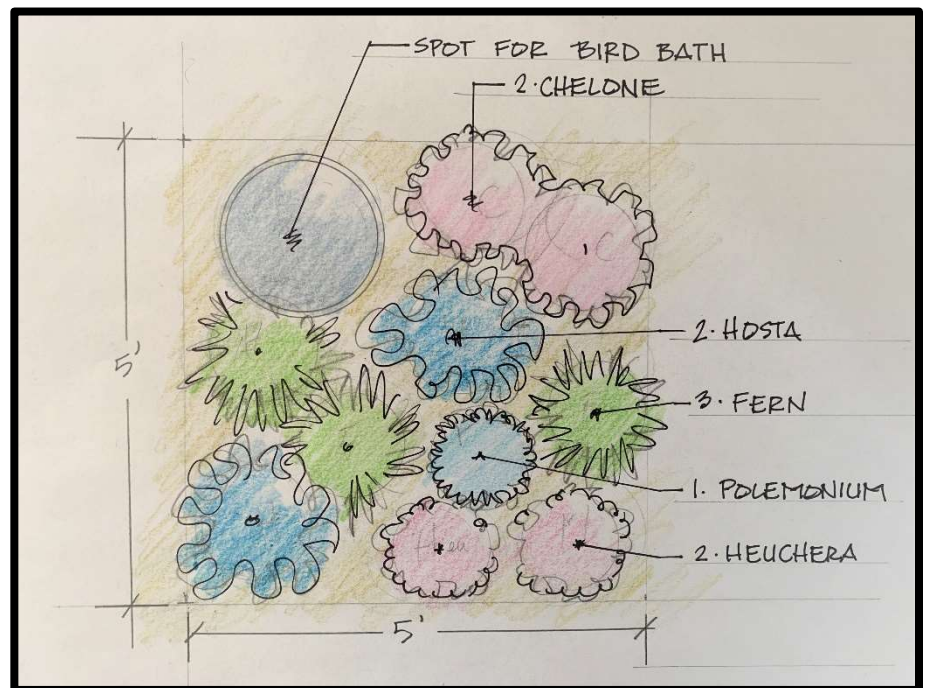 SPOT FOR BIRD BATH
2·CHELONE
2·HOSTA
5'
3·FERN
1. POLEMONIUM
2·HEUCHERA
5'